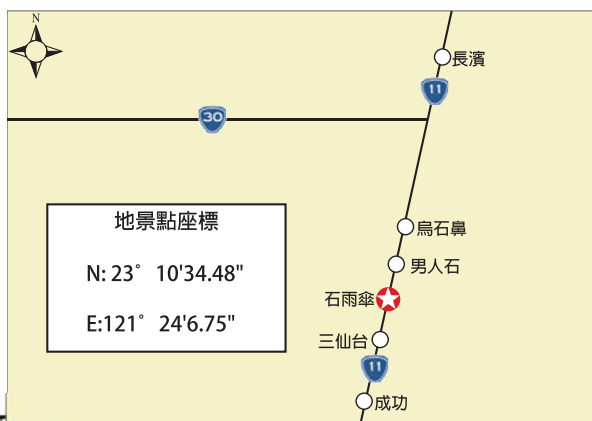 N
長濱
11
30
地景點座標
N: 23° 10'34.48"
E:121° 24'6.75"
烏石鼻
男人石
石雨傘
三仙台
11
成功